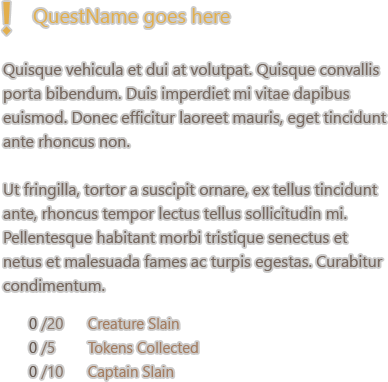 QuestName goes here
Quisque vehicula et dui at volutpat. Quisque convallis
porta bibendum. Duis imperdiet mi vitae dapibus
euismod. Donec efficitur laoreet mauris, eget tincidunt
ante rhoncus non.
Ut fringilla, tortor a suscipit ornare, ex tellus tincidunt
ante, rhoncus tempor lectus tellus sollicitudin mi.
Pellentesque habitant morbi tristique senectus et
netus et malesuada fames ac turpis egestas. Curabitur
condimentum.
0 /20 Creature Slain
0 /5 Tokens Collected
0 /10 Captain Slain